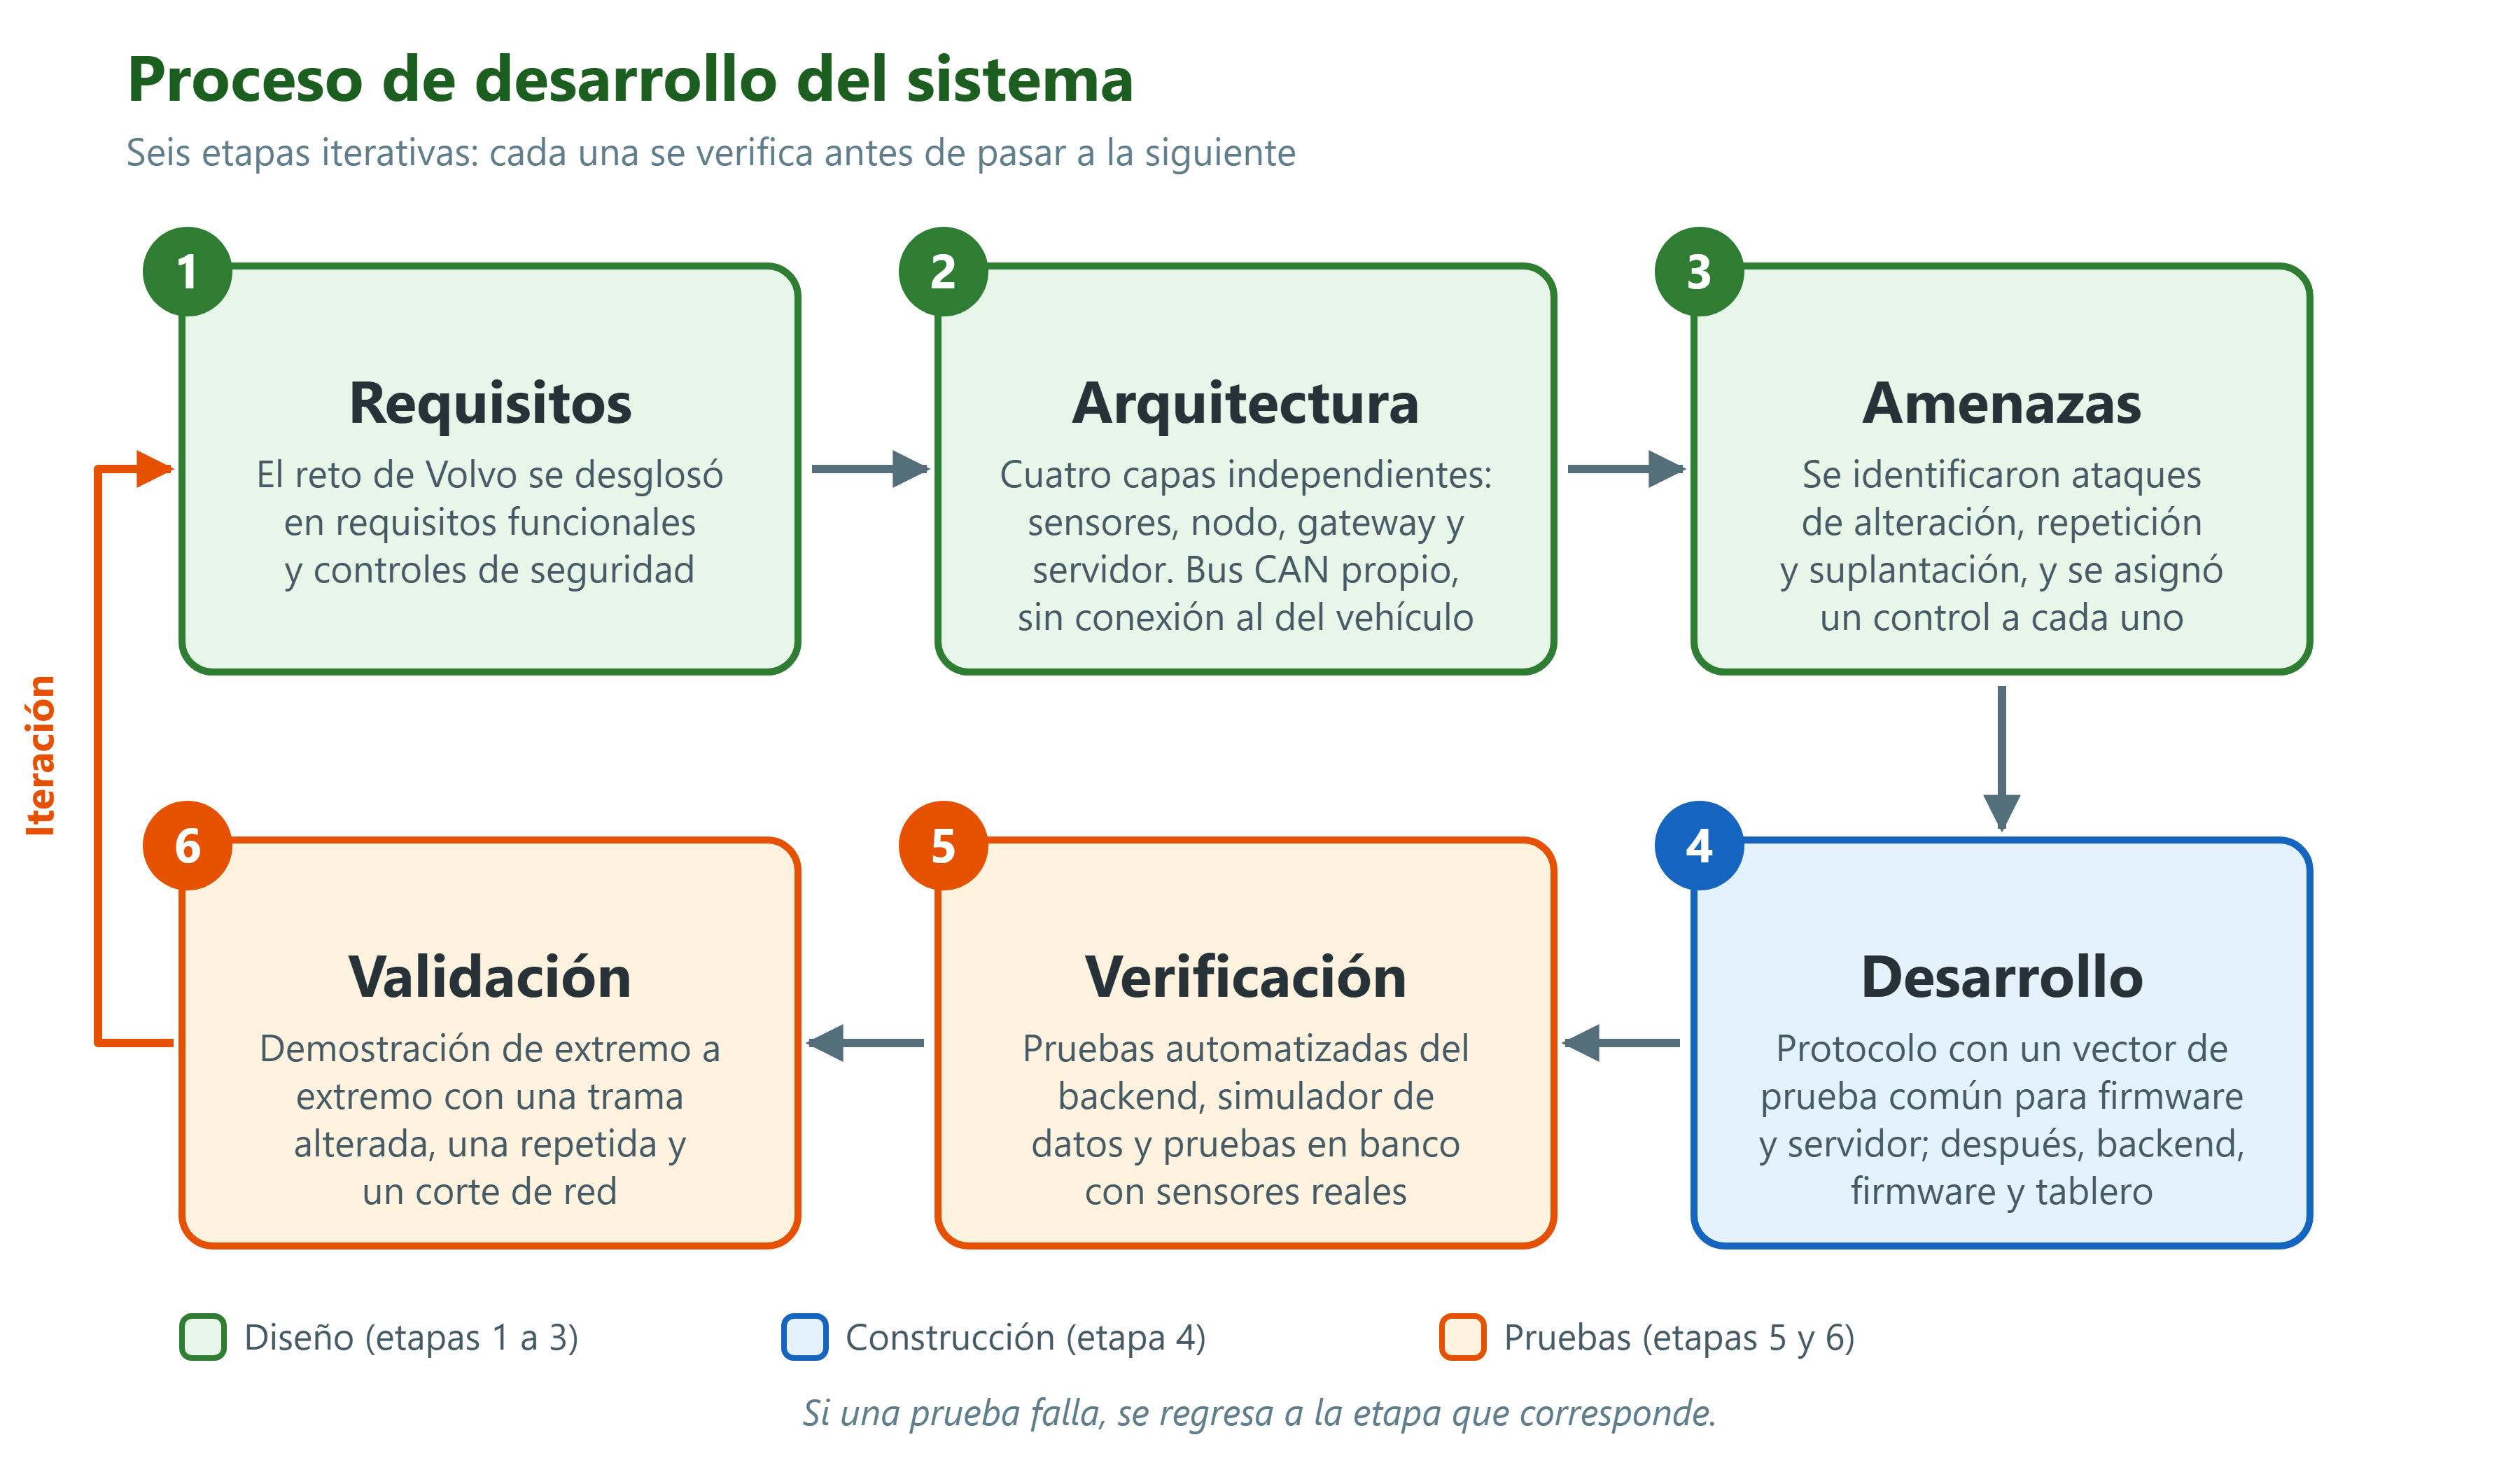 Proceso de desarrollo del sistema
Seis etapas iterativas: cada una se verifica antes de pasar a la siguiente
1
Requisitos
El reto de Volvo se desglosó
en requisitos funcionales
y controles de seguridad
2
Arquitectura
Cuatro capas independientes:
sensores, nodo, gateway y
servidor. Bus CAN propio,
sin conexión al del vehículo
3
Amenazas
Se identificaron ataques
de alteración, repetición
y suplantación, y se asignó
un control a cada uno
4
Desarrollo
Protocolo con un vector de
prueba común para firmware
y servidor; después, backend,
firmware y tablero
5
Verificación
Pruebas automatizadas del
backend, simulador de
datos y pruebas en banco
con sensores reales
6
Validación
Demostración de extremo a
extremo con una trama
alterada, una repetida y
un corte de red
Iteración
Diseño (etapas 1 a 3)
Construcción (etapa 4)
Pruebas (etapas 5 y 6)
Si una prueba falla, se regresa a la etapa que corresponde.